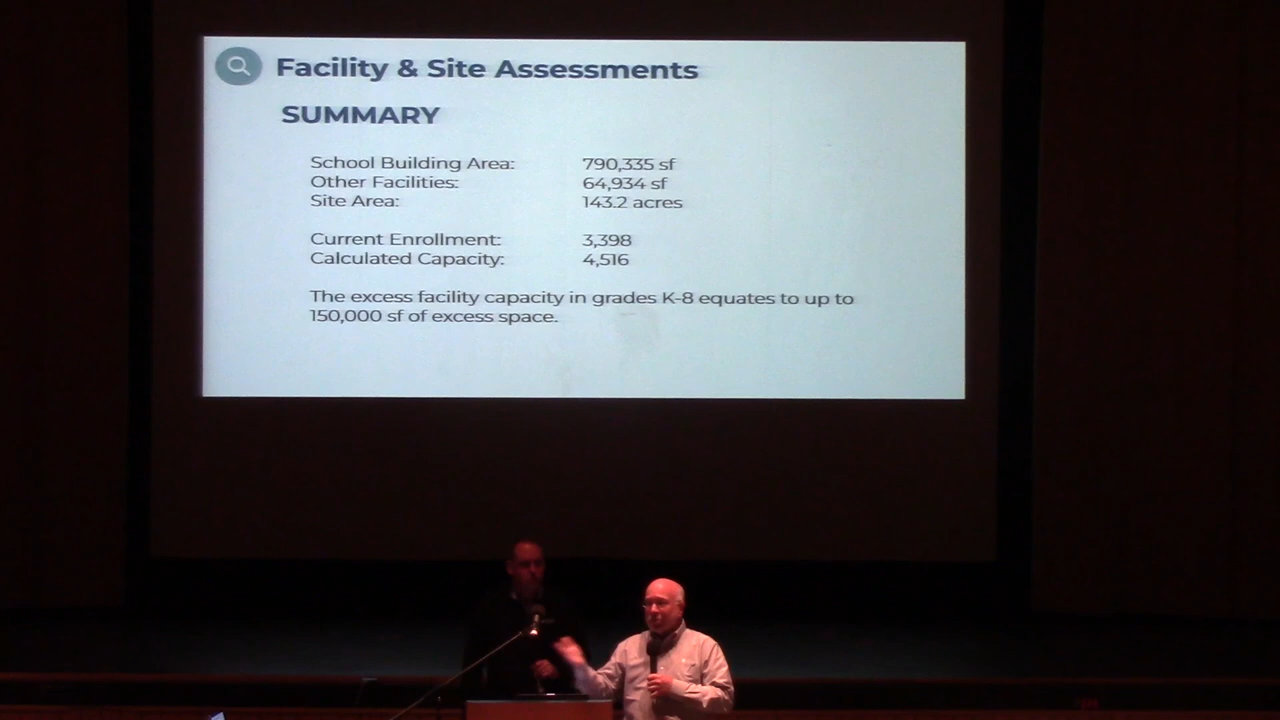 Facility & Site Assessments
SUMMARY
School Building Area: 790,335 sf
Other Facilities: 64,934 sf
Site Area: 143.2 acres
Current Enrollment: 3,398
Calculated Capacity: 4,516
The excess facility capacity in grades K-8 equates to up to
150,000 sf of excess space.